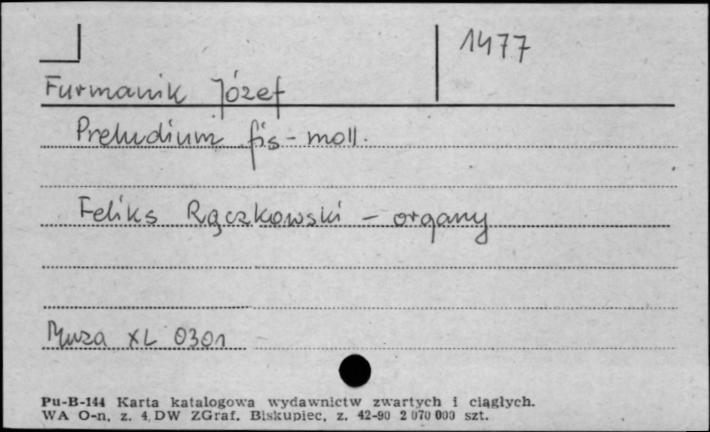 1477
Furmanik Józef
Preludium fis-moll.
Feliks Rączkowski - organy
Muza XL 0301
Pu-B-144 Karta katalogowa wydawnictw zwartych i ciągłych.
WA O-n, z. 4. DW ZGraf. Biskupiec, z. 42-90 2 070 000 szt.